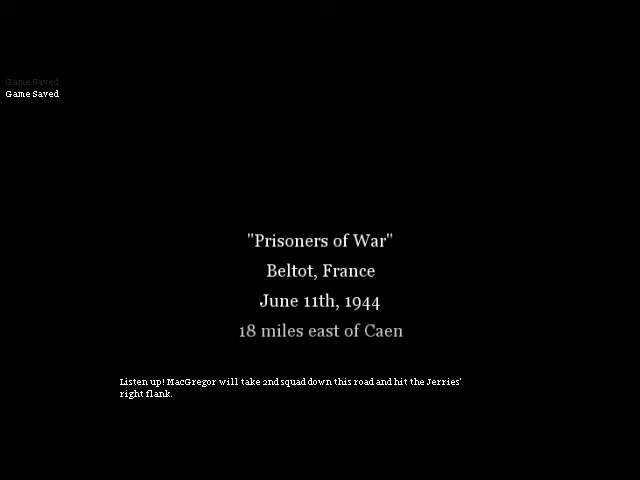 Game Saved
Game Saved
"Prisoners of War"
Beltot, France
June 11th, 1944
18 miles east of Caen
Listen up! MacGregor will take 2nd squad down this road and hit the Jerries'
right flank.